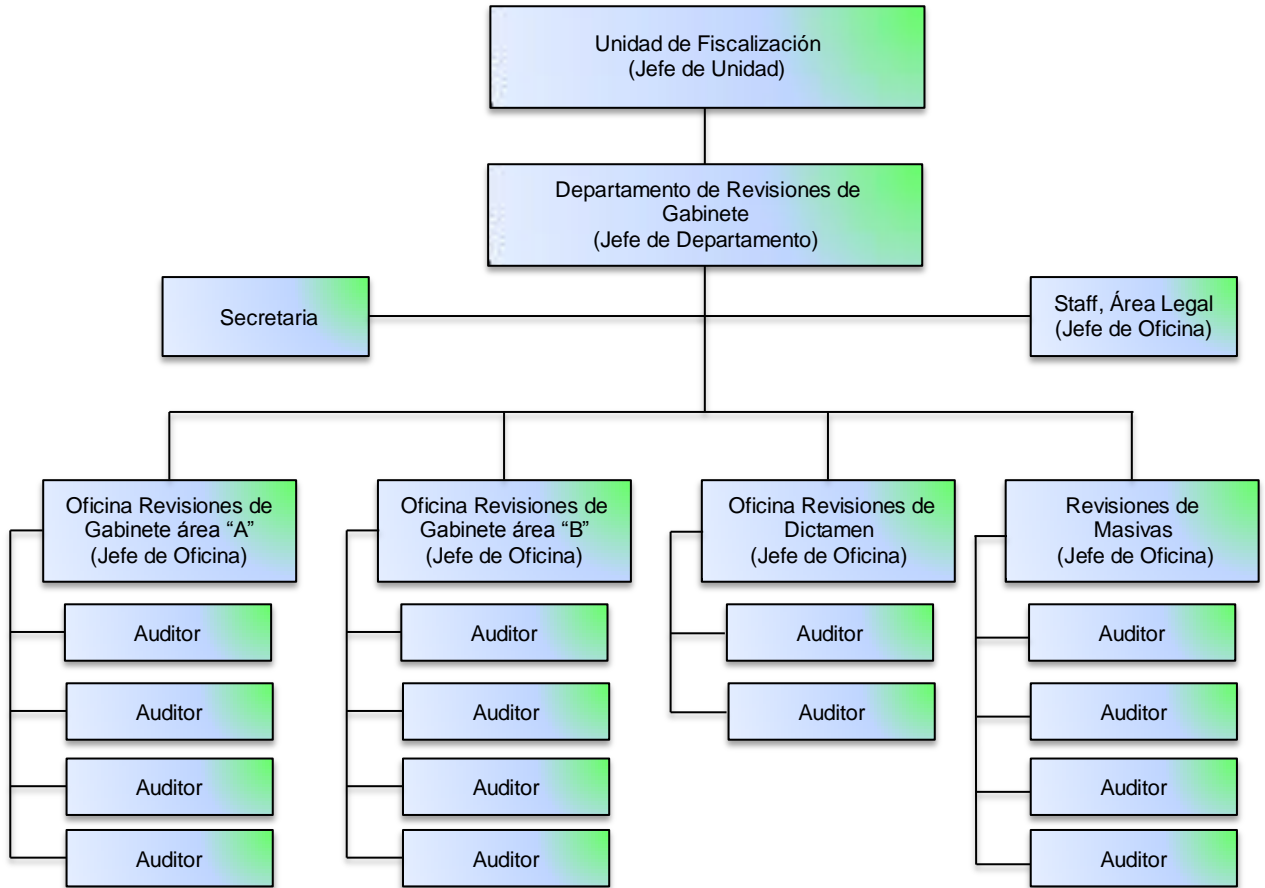 Unidad de Fiscalización
(Jefe de Unidad)
Departamento de Revisiones de
Gabinete
(Jefe de Departamento)
Secretaria
Staff, Área Legal
(Jefe de Oficina)
Oficina Revisiones de
Gabinete área “A”
(Jefe de Oficina)
Auditor
Auditor
Auditor
Auditor
Oficina Revisiones de
Gabinete área “B”
(Jefe de Oficina)
Auditor
Auditor
Auditor
Auditor
Oficina Revisiones de
Dictamen
(Jefe de Oficina)
Auditor
Auditor
Revisiones de
Masivas
(Jefe de Oficina)
Auditor
Auditor
Auditor
Auditor